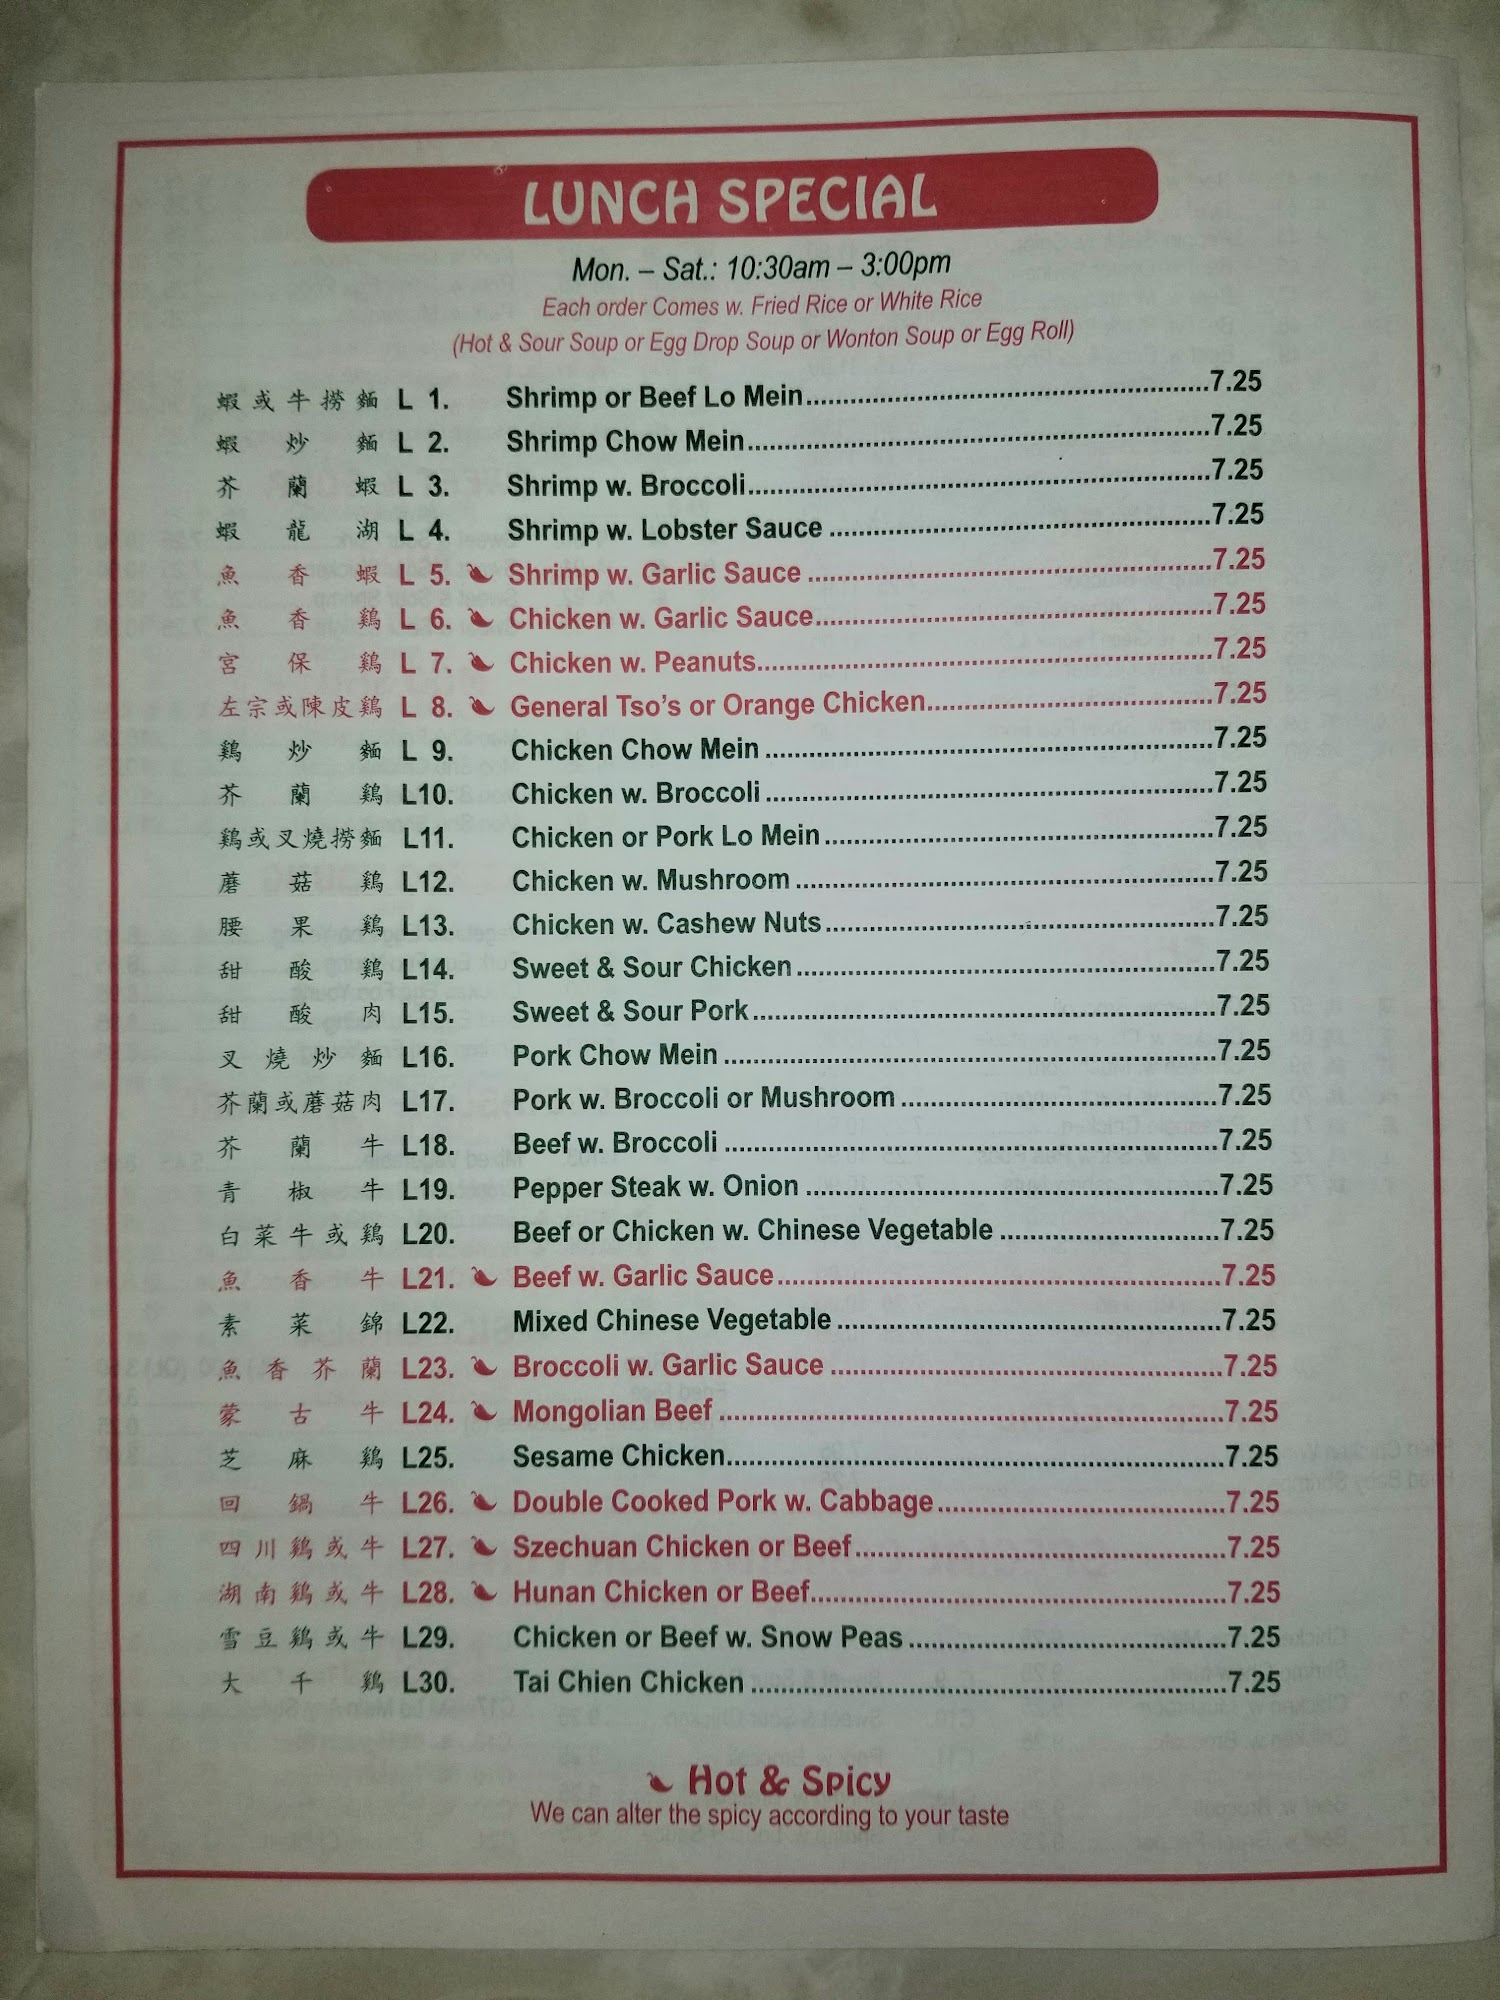 LUNCH SPECIAL
Mon. – Sat.: 10:30am – 3:00pm
Each order Comes w. Fried Rice or White Rice
(Hot & Sour Soup or Egg Drop Soup or Wonton Soup or Egg Roll)
蝦或牛撈麵 L 1. Shrimp or Beef Lo Mein 7.25
蝦炒麵 L 2. Shrimp Chow Mein 7.25
芥蘭蝦 L 3. Shrimp w. Broccoli 7.25
蝦龍湖 L 4. Shrimp w. Lobster Sauce 7.25
魚香蝦 L 5. Shrimp w. Garlic Sauce 7.25
魚香鷄 L 6. Chicken w. Garlic Sauce 7.25
宮保鷄 L 7. Chicken w. Peanuts 7.25
左宗或陳皮鷄 L 8. General Tso's or Orange Chicken 7.25
鷄炒麵 L 9. Chicken Chow Mein 7.25
芥蘭鷄 L10. Chicken w. Broccoli 7.25
鷄或叉燒撈麵 L11. Chicken or Pork Lo Mein 7.25
蘑菇鷄 L12. Chicken w. Mushroom 7.25
腰果鷄 L13. Chicken w. Cashew Nuts 7.25
甜酸鷄 L14. Sweet & Sour Chicken 7.25
甜酸肉 L15. Sweet & Sour Pork 7.25
叉燒炒麵 L16. Pork Chow Mein 7.25
芥蘭或蘑菇肉 L17. Pork w. Broccoli or Mushroom 7.25
芥蘭牛 L18. Beef w. Broccoli 7.25
青椒牛 L19. Pepper Steak w. Onion 7.25
白菜牛或鷄 L20. Beef or Chicken w. Chinese Vegetable 7.25
魚香牛 L21. Beef w. Garlic Sauce 7.25
素菜錦 L22. Mixed Chinese Vegetable 7.25
魚香芥蘭 L23. Broccoli w. Garlic Sauce 7.25
蒙古牛 L24. Mongolian Beef 7.25
芝麻鷄 L25. Sesame Chicken 7.25
回鍋牛 L26. Double Cooked Pork w. Cabbage 7.25
四川鷄或牛 L27. Szechuan Chicken or Beef 7.25
湖南鷄或牛 L28. Hunan Chicken or Beef 7.25
雪豆鷄或牛 L29. Chicken or Beef w. Snow Peas 7.25
大千鷄 L30. Tai Chien Chicken 7.25
Hot & Spicy
We can alter the spicy according to your taste